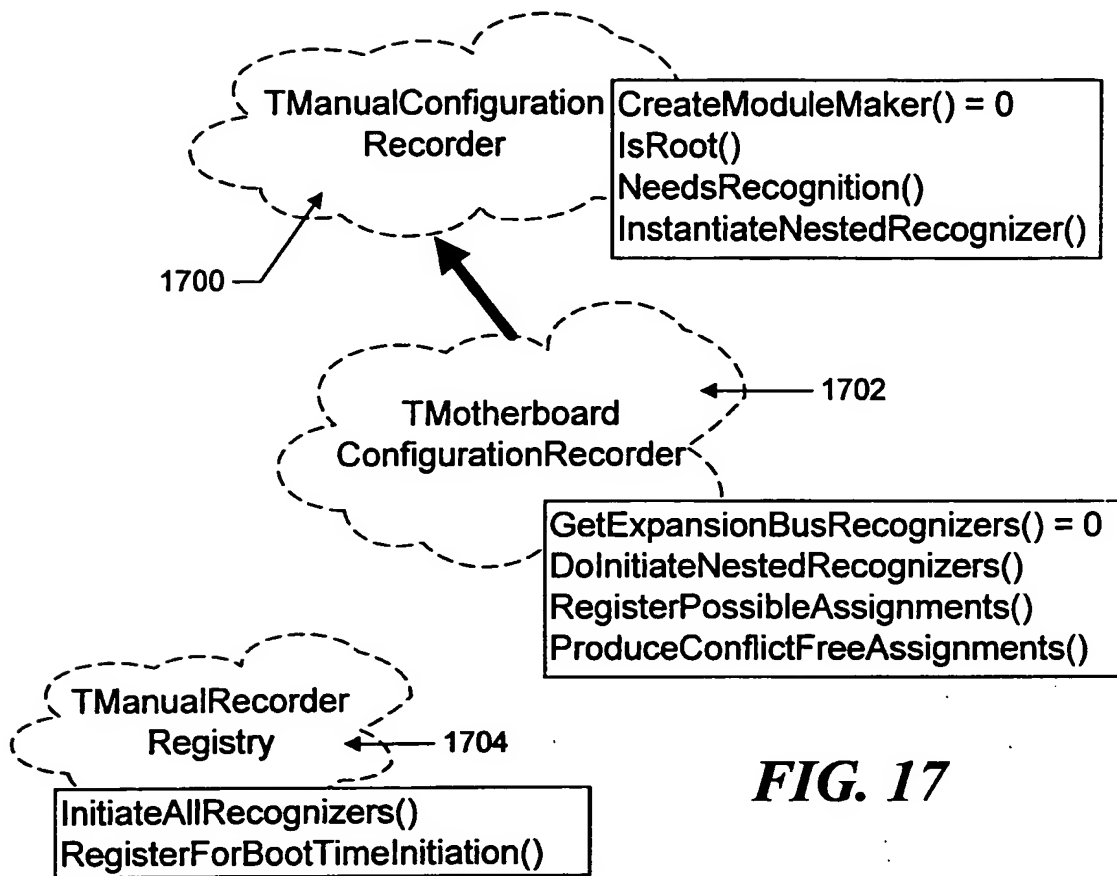 TManualConfiguration
Recorder
CreateModuleMaker() = 0
IsRoot()
NeedsRecognition()
InstantiateNestedRecognizer()
1700
1702
TMotherboard
ConfigurationRecorder
GetExpansionBusRecognizers() = 0
DoInitiateNestedRecognizers()
RegisterPossibleAssignments()
ProduceConflictFreeAssignments()
TManualRecorder
Registry
1704
InitiateAllRecognizers()
RegisterForBootTimeInitiation()
FIG. 17